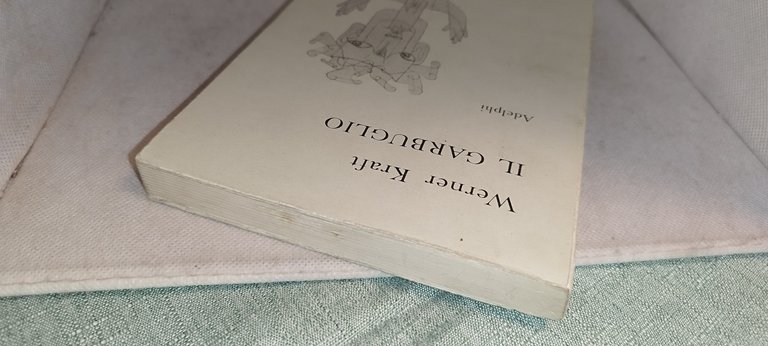 Werner Kraft
IL GARBUGLIO
Adelphi